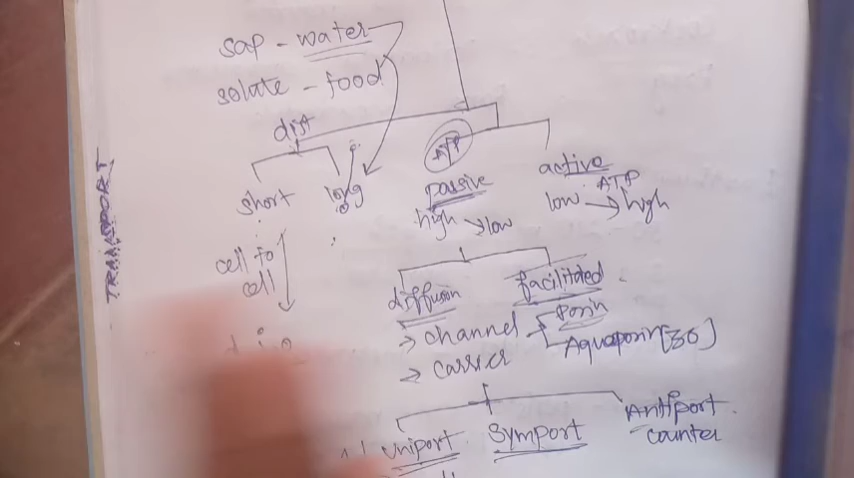 TRANSPORT
sap - water
solute - food
dist
ATP
short long passive active
ATP
high → low low → high
cell to
cell
diffusion facilitated
→ channel Porin
Aquaporin [36]
→ carrier
uniport symport Antiport
counter